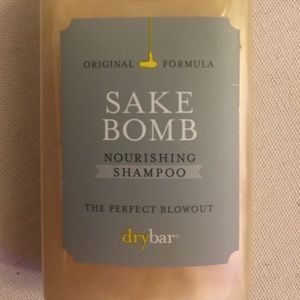 ORIGINAL FORMULA
SAKE
BOMB
NOURISHING
SHAMPOO
THE PERFECT BLOWOUT
drybar®